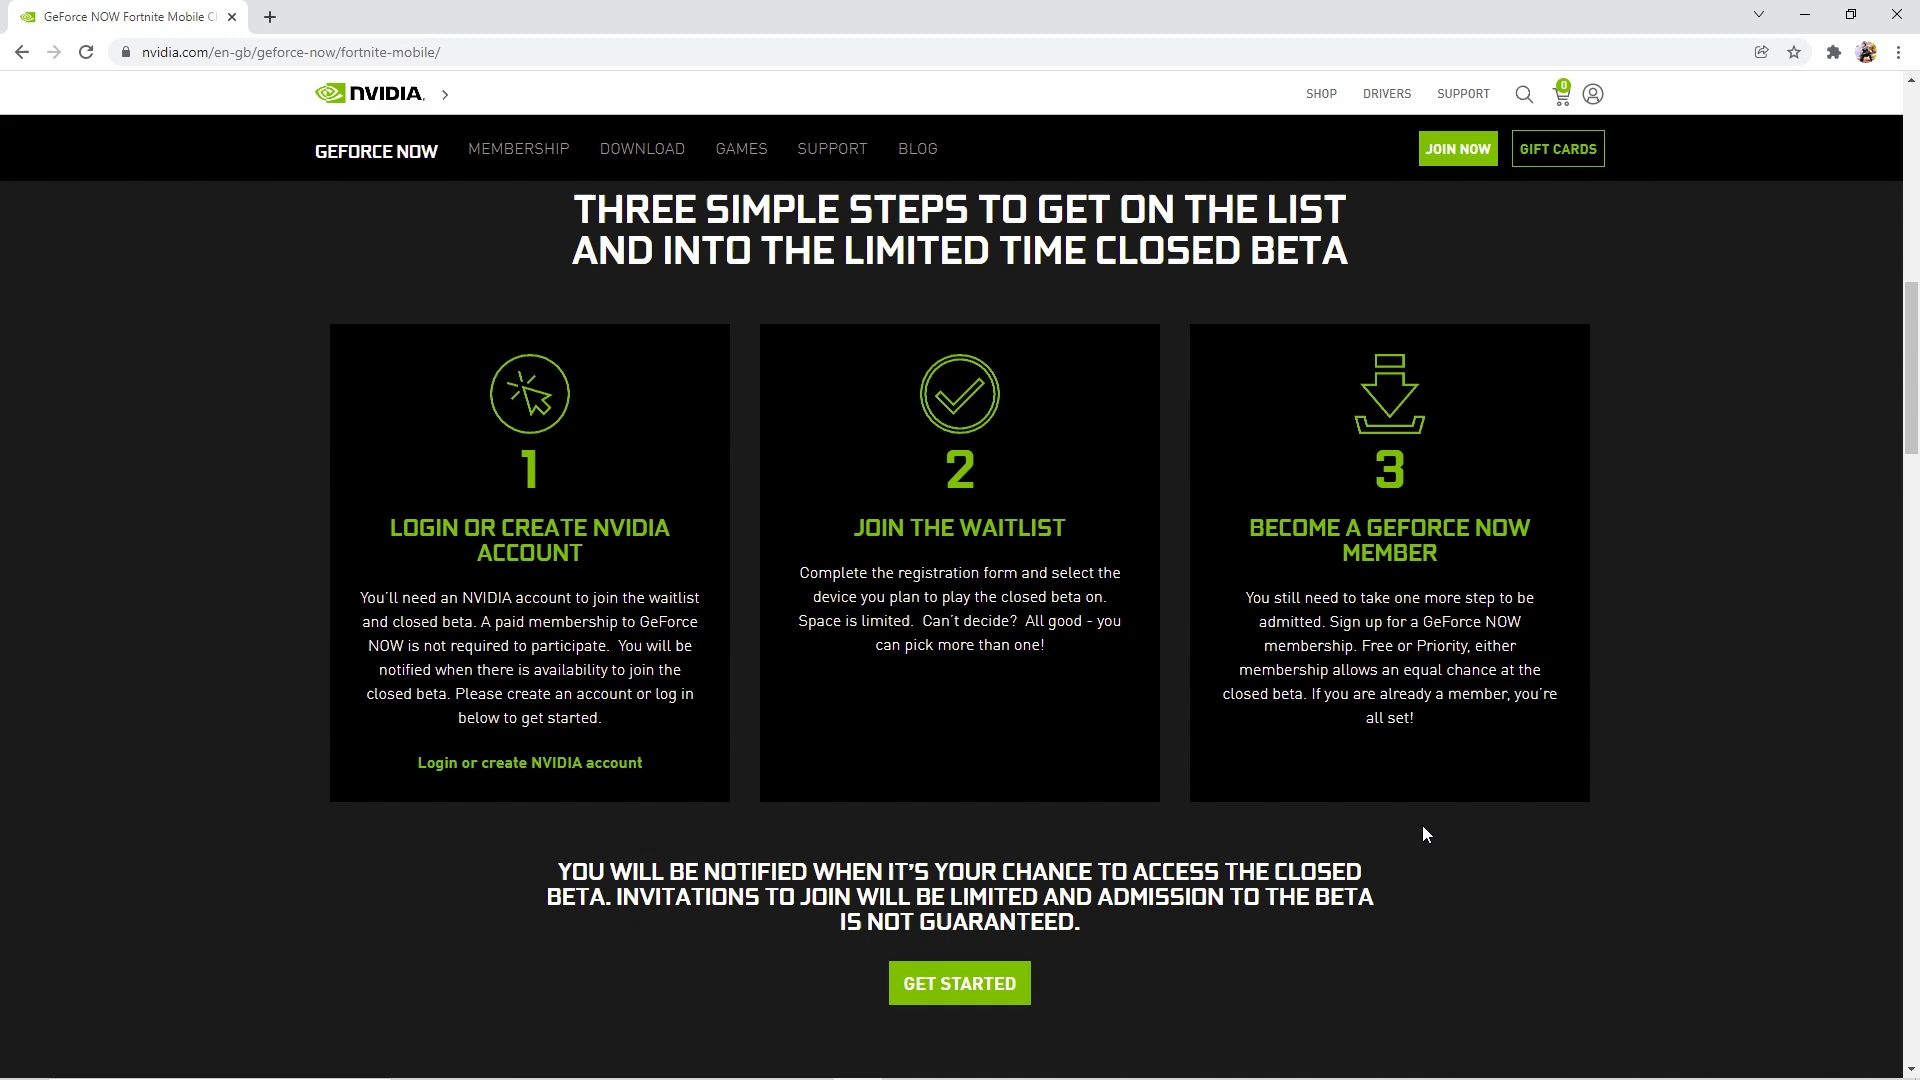 GeForce NOW Fortnite Mobile Cl
nvidia.com/en-gb/geforce-now/fortnite-mobile/
NVIDIA.
SHOP
DRIVERS
SUPPORT
0
GEFORCE NOW
MEMBERSHIP
DOWNLOAD
GAMES
SUPPORT
BLOG
JOIN NOW
GIFT CARDS
THREE SIMPLE STEPS TO GET ON THE LIST
AND INTO THE LIMITED TIME CLOSED BETA
1
LOGIN OR CREATE NVIDIA
ACCOUNT
You'll need an NVIDIA account to join the waitlist
and closed beta. A paid membership to GeForce
NOW is not required to participate. You will be
notified when there is availability to join the
closed beta. Please create an account or log in
below to get started.
Login or create NVIDIA account
2
JOIN THE WAITLIST
Complete the registration form and select the
device you plan to play the closed beta on.
Space is limited. Can't decide? All good - you
can pick more than one!
3
BECOME A GEFORCE NOW
MEMBER
You still need to take one more step to be
admitted. Sign up for a GeForce NOW
membership. Free or Priority, either
membership allows an equal chance at the
closed beta. If you are already a member, you're
all set!
YOU WILL BE NOTIFIED WHEN IT'S YOUR CHANCE TO ACCESS THE CLOSED
BETA. INVITATIONS TO JOIN WILL BE LIMITED AND ADMISSION TO THE BETA
IS NOT GUARANTEED.
GET STARTED